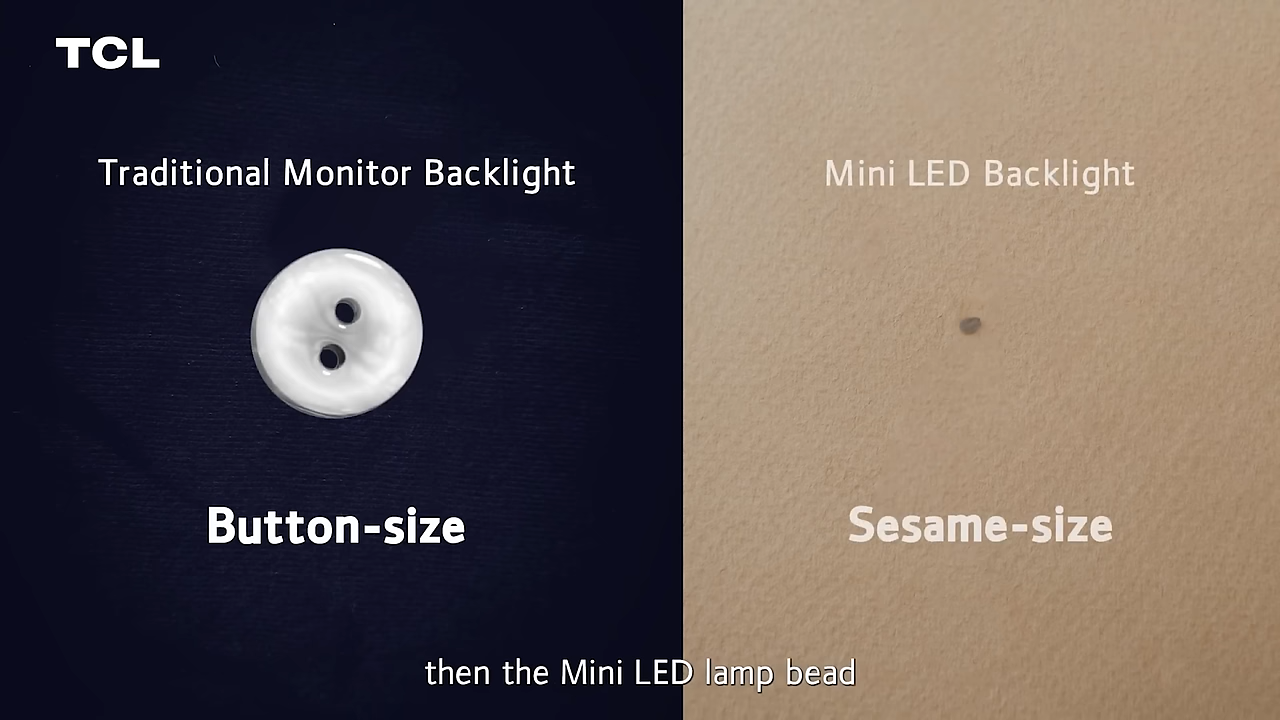 TCL
Traditional Monitor Backlight
Mini LED Backlight
Button-size
Sesame-size
then the Mini LED lamp bead